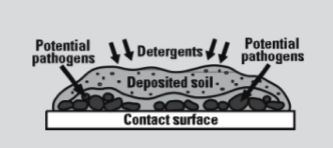 Potential
pathogens
Detergents
Potential
pathogens
Deposited soil
Contact surface